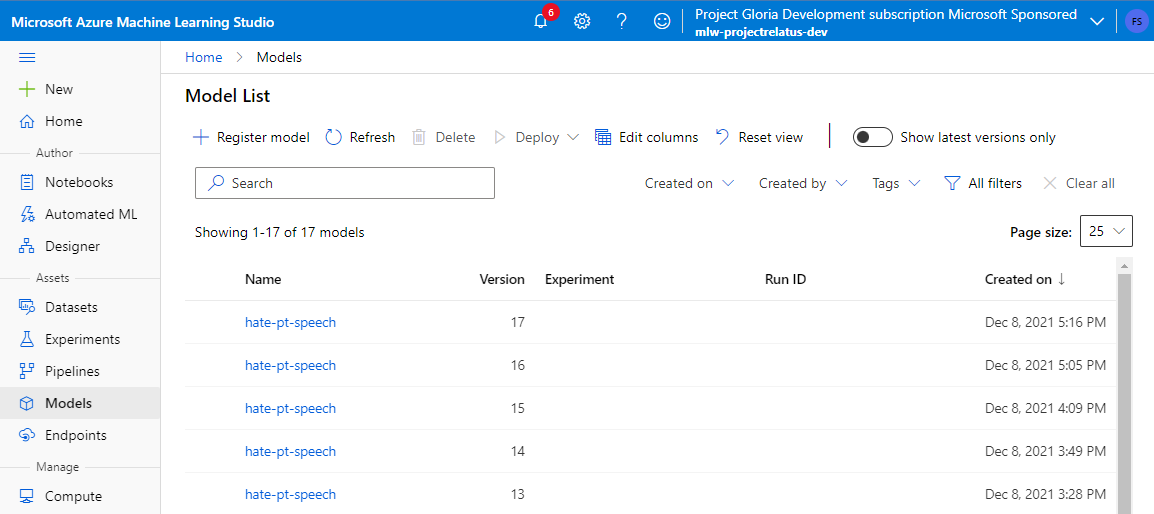 Microsoft Azure Machine Learning Studio
6
Project Gloria Development subscription Microsoft Sponsored
mlw-projectrelatus-dev
FS
New
Home
Author
Notebooks
Automated ML
Designer
Assets
Datasets
Experiments
Pipelines
Models
Endpoints
Manage
Compute
Home > Models
Model List
Register model Refresh Delete Deploy Edit columns Reset view Show latest versions only
Search Created on Created by Tags All filters Clear all
Showing 1-17 of 17 models Page size: 25
Name Version Experiment Run ID Created on ↓
hate-pt-speech 17 Dec 8, 2021 5:16 PM
hate-pt-speech 16 Dec 8, 2021 5:05 PM
hate-pt-speech 15 Dec 8, 2021 4:09 PM
hate-pt-speech 14 Dec 8, 2021 3:49 PM
hate-pt-speech 13 Dec 8, 2021 3:28 PM